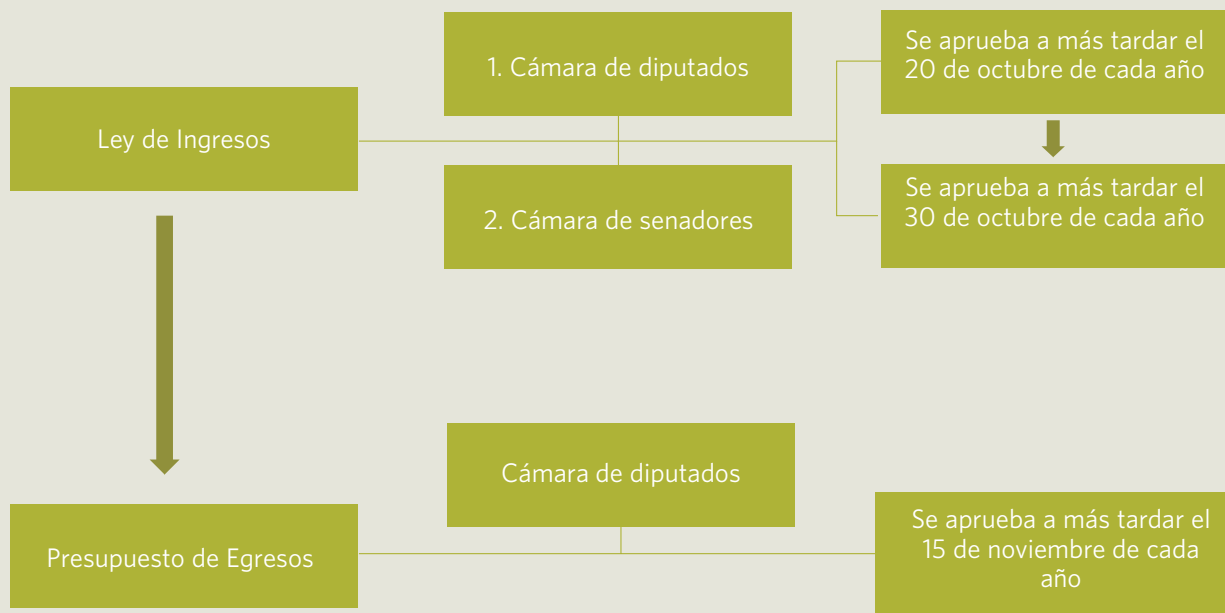 Ley de Ingresos
1. Cámara de diputados
2. Cámara de senadores
Se aprueba a más tardar el
20 de octubre de cada año
Se aprueba a más tardar el
30 de octubre de cada año
Presupuesto de Egresos
Cámara de diputados
Se aprueba a más tardar el
15 de noviembre de cada
año